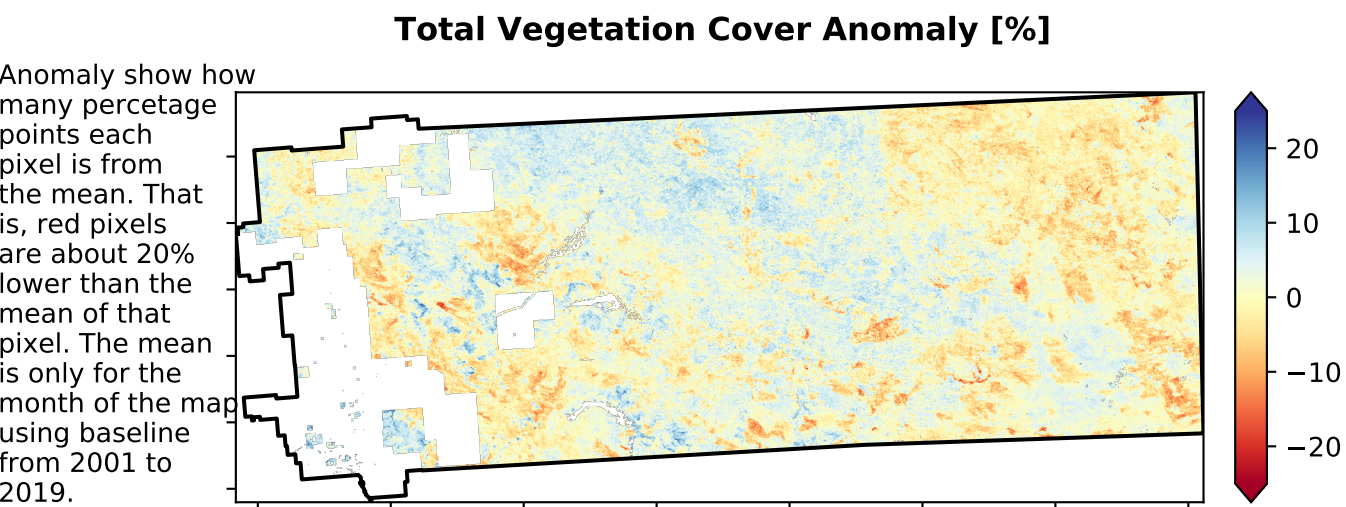 Total Vegetation Cover Anomaly [%]
Anomaly show how
many percetage
points each
pixel is from
the mean. That
is, red pixels
are about 20%
lower than the
mean of that
pixel. The mean
is only for the
month of the map
using baseline
from 2001 to
2019.
20
10
0
−10
−20